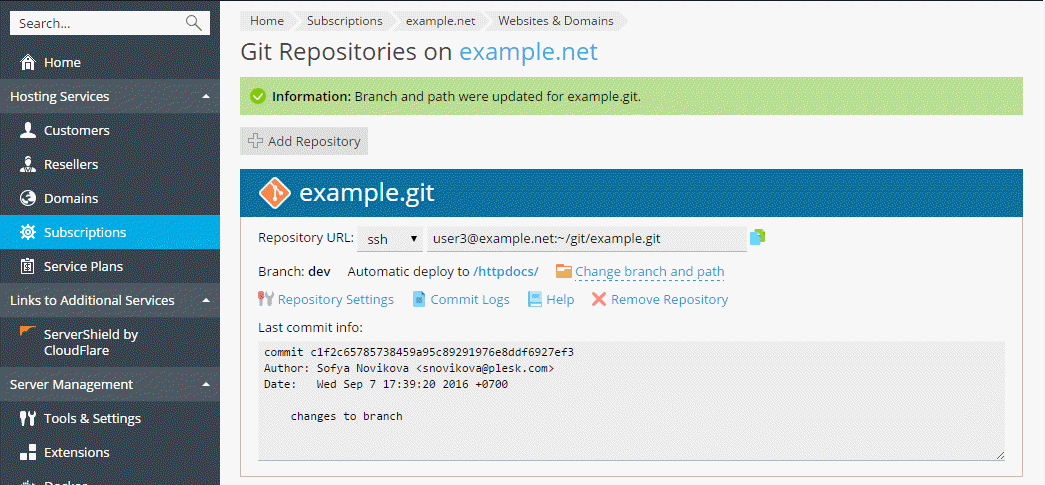 Search...
Home
Hosting Services
Customers
Resellers
Domains
Subscriptions
Service Plans
Links to Additional Services
ServerShield by
CloudFlare
Server Management
Tools & Settings
Extensions
Docker
Home Subscriptions example.net Websites & Domains
Git Repositories on example.net
Information: Branch and path were updated for example.git.
Add Repository
example.git
Repository URL: ssh user3@example.net:~/git/example.git
Branch: dev Automatic deploy to /httpdocs/ Change branch and path
Repository Settings Commit Logs Help Remove Repository
Last commit info:
commit c1f2c65785738459a95c89291976e8ddf6927ef3
Author: Sofya Novikova <snovikova@plesk.com>
Date: Wed Sep 7 17:39:20 2016 +0700
changes to branch